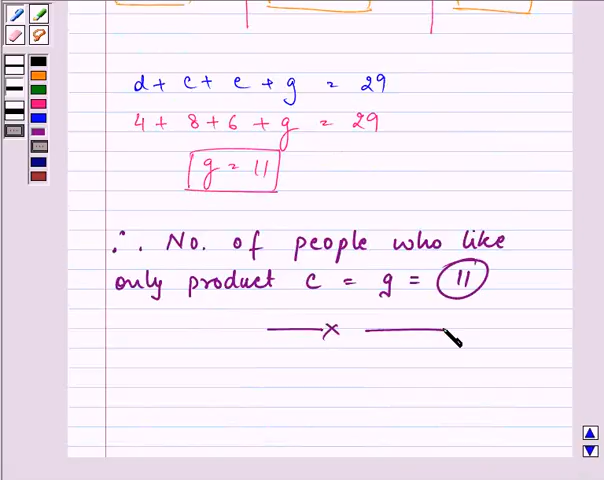 d + c + e + g = 29
4 + 8 + 6 + g = 29
g = 11
∴ No. of people who like
only product c = g = 11